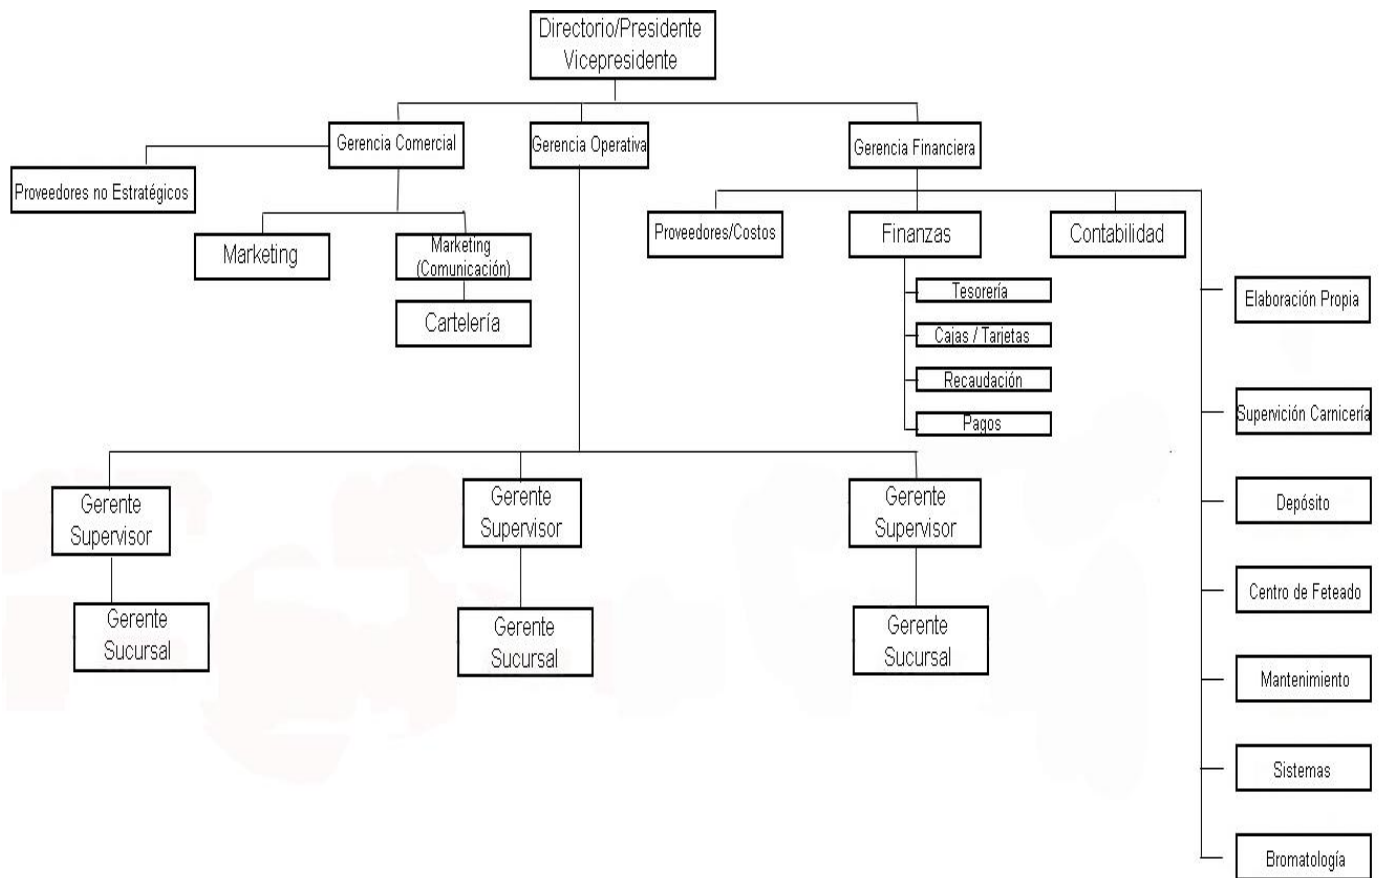 Directorio/Presidente
Vicepresidente
Gerencia Comercial
Gerencia Operativa
Gerencia Financiera
Proveedores no Estratégicos
Marketing
Marketing
(Comunicación)
Cartelería
Proveedores/Costos
Finanzas
Contabilidad
Tesorería
Cajas / Tarjetas
Recaudación
Pagos
Elaboración Propia
Supervición Carnicería
Depósito
Centro de Feteado
Mantenimiento
Sistemas
Bromatología
Gerente
Supervisor
Gerente
Supervisor
Gerente
Supervisor
Gerente
Sucursal
Gerente
Sucursal
Gerente
Sucursal